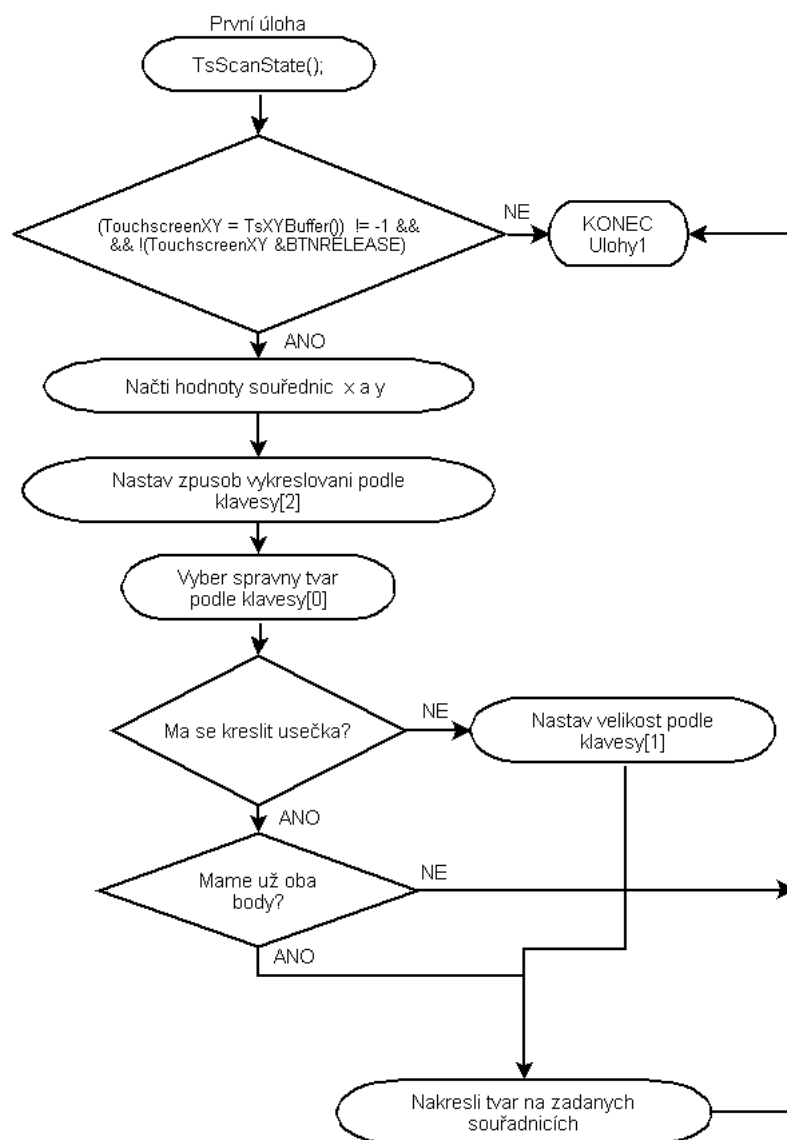 První úloha
TsScanState();
(TouchscreenXY = TsXYBuffer()) != -1 &&
&& !(TouchscreenXY &BTNRELEASE)
NE
KONEC
Ulohy1
ANO
Načti hodnoty souřednic x a y
Nastav zpusob vykreslovani podle
klavesy[2]
Vyber spravny tvar
podle klavesy[0]
Ma se kreslit usečka?
NE
Nastav velikost podle
klavesy[1]
ANO
Mame už oba
body?
NE
ANO
Nakresli tvar na zadanych
souřadnicích